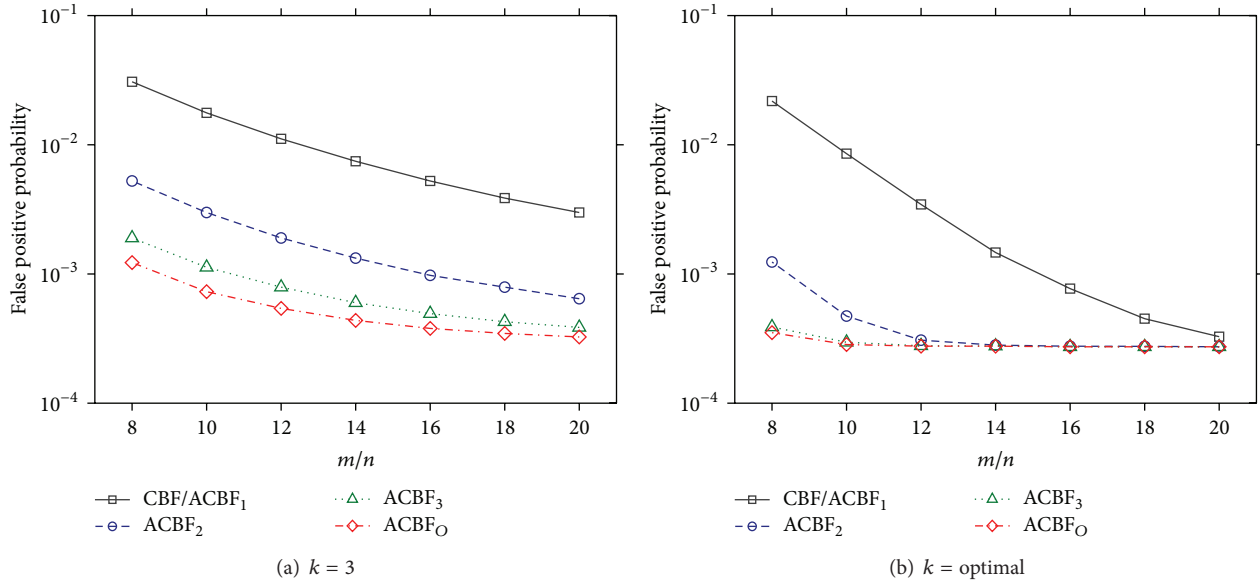 False positive probability
10⁻¹
10⁻²
10⁻³
10⁻⁴
8 10 12 14 16 18 20
m/n
CBF/ACBF₁
ACBF₂
ACBF₃
ACBF_O
(a) k = 3
False positive probability
10⁻¹
10⁻²
10⁻³
10⁻⁴
8 10 12 14 16 18 20
m/n
CBF/ACBF₁
ACBF₂
ACBF₃
ACBF_O
(b) k = optimal